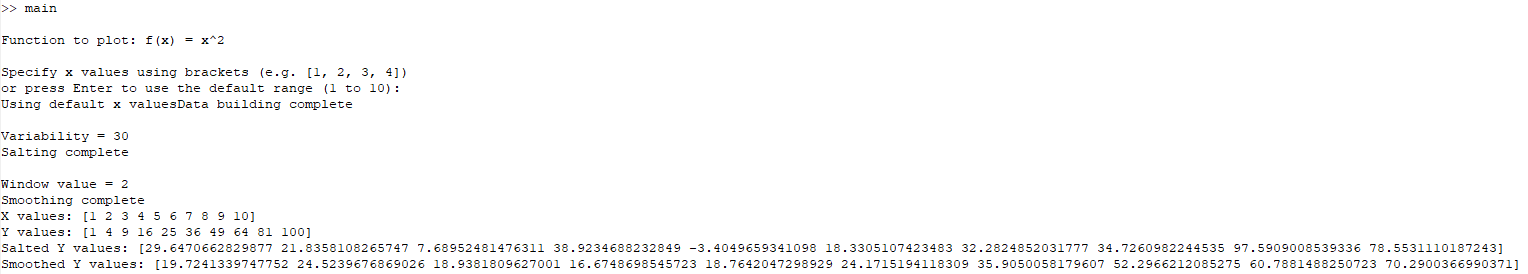 >> main
Function to plot: f(x) = x^2
Specify x values using brackets (e.g. [1, 2, 3, 4])
or press Enter to use the default range (1 to 10):
Using default x valuesData building complete
Variability = 30
Salting complete
Window value = 2
Smoothing complete
X values: [1 2 3 4 5 6 7 8 9 10]
Y values: [1 4 9 16 25 36 49 64 81 100]
Salted Y values: [29.6470662829877 21.8358108265747 7.68952481476311 38.9234688232849 -3.4049659341098 18.3305107423483 32.2824852031777 34.7260982244535 97.5909008539336 78.5531110187243]
Smoothed Y values: [19.7241339747752 24.5239676869026 18.9381809627001 16.6748698545723 18.7642047298929 24.1715194118309 35.9050058179607 52.2966212085275 60.7881488250723 70.2900366990371]